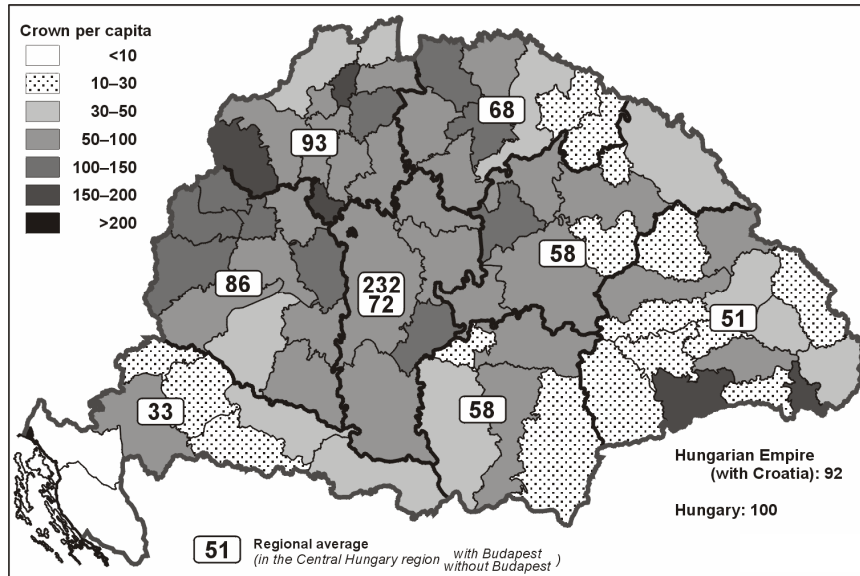 Crown per capita
<10
10–30
30–50
50–100
100–150
150–200
>200
68
93
58
86
232
72
51
33
58
Hungarian Empire
(with Croatia): 92
Hungary: 100
51 Regional average
(in the Central Hungary region with Budapest
without Budapest )